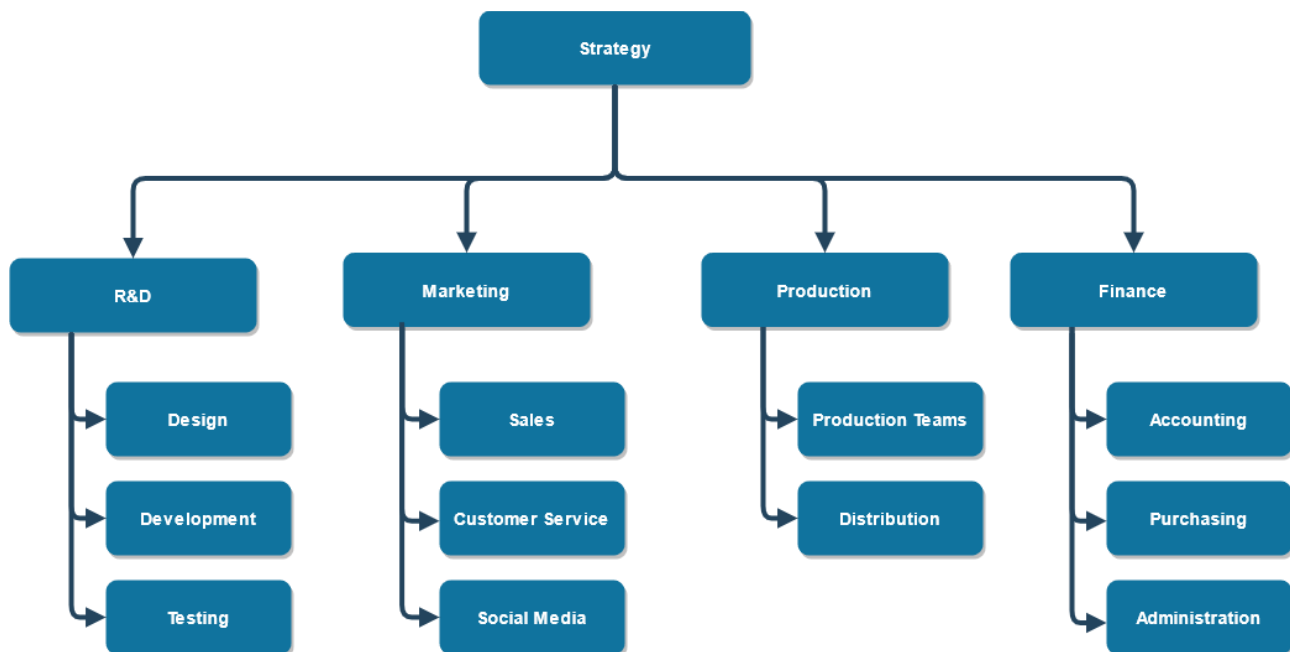 Strategy
R&D
Marketing
Production
Finance
Design
Sales
Production Teams
Accounting
Development
Customer Service
Distribution
Purchasing
Testing
Social Media
Administration